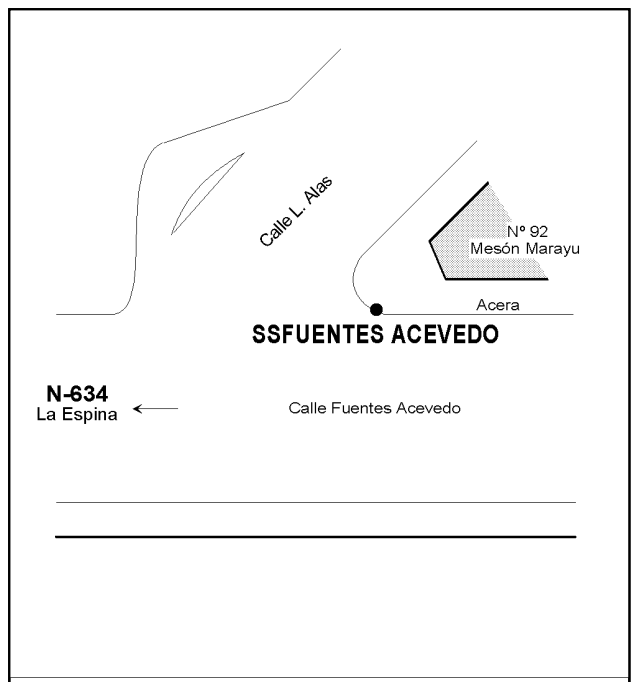 Calle L. Alas
Nº 92
Mesón Marayu
Acera
SSFUENTES ACEVEDO
N-634
La Espina
Calle Fuentes Acevedo